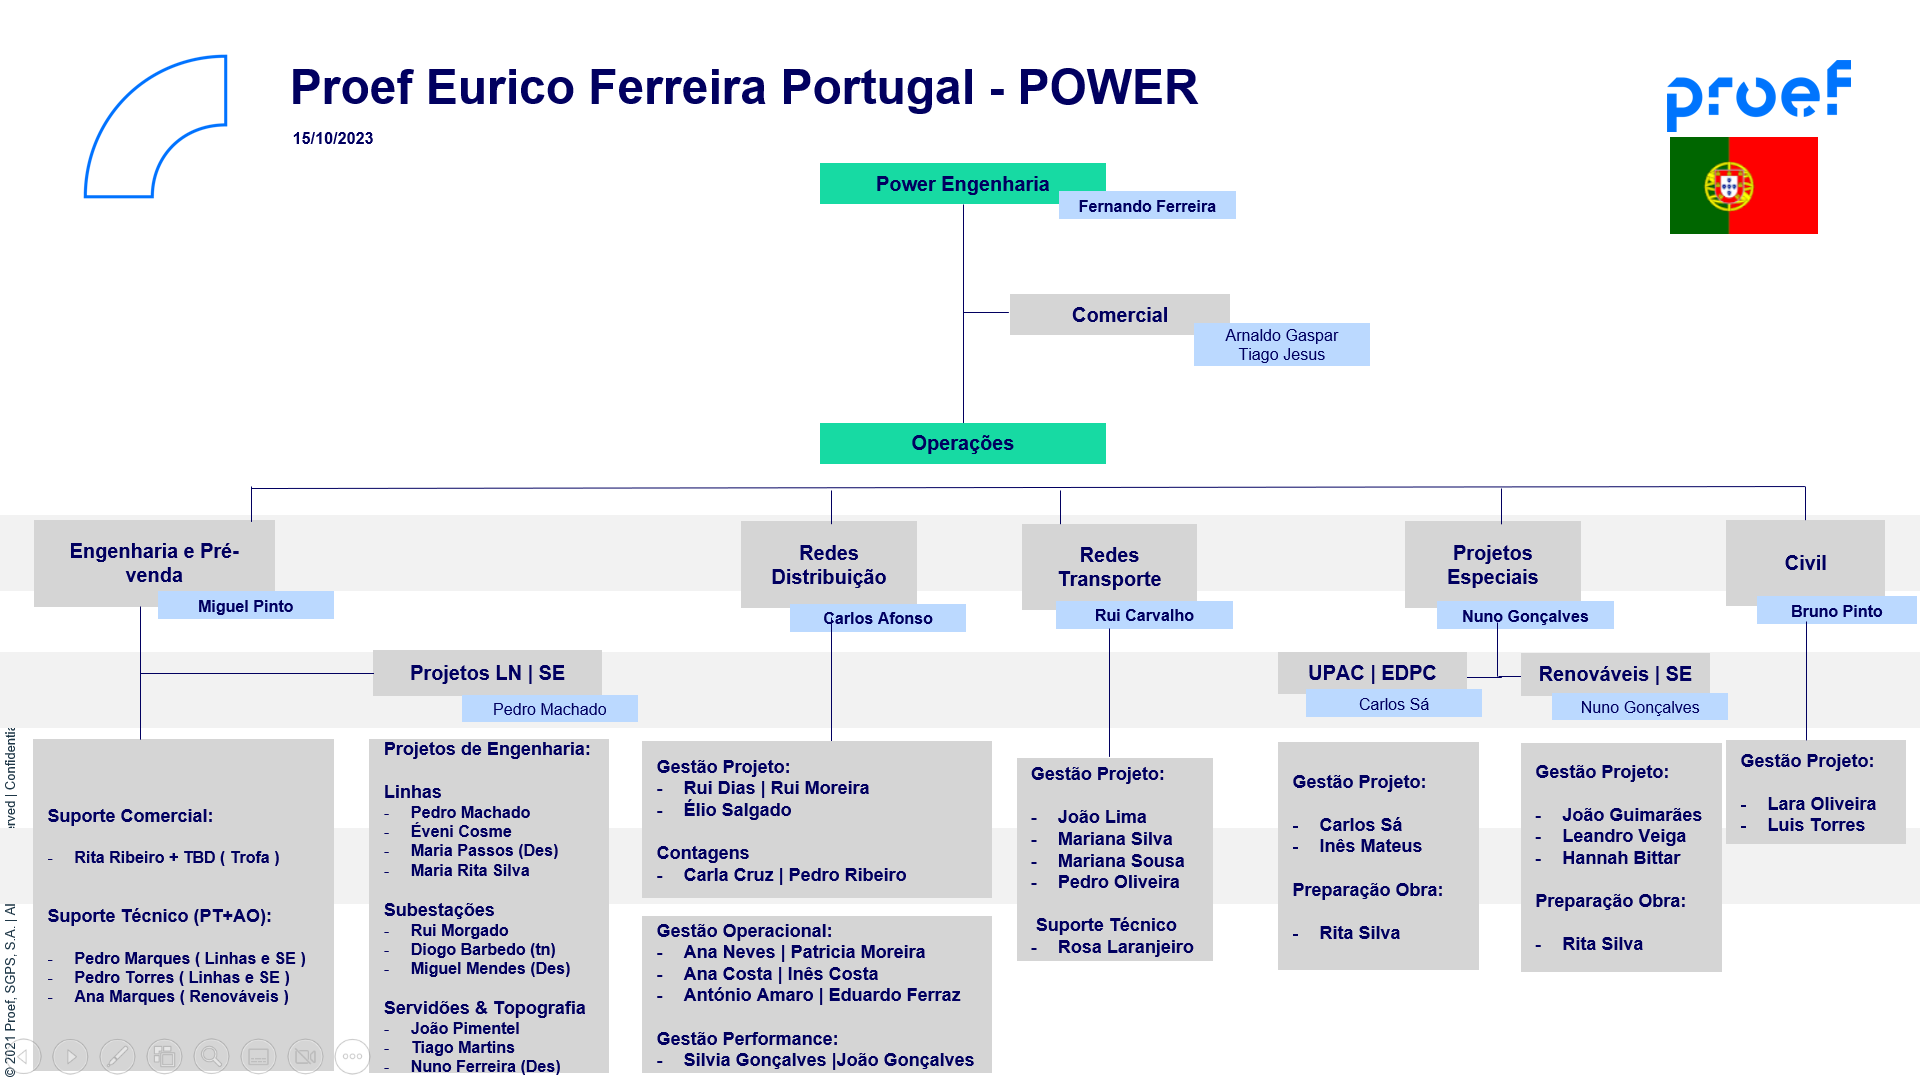 Proef Eurico Ferreira Portugal - POWER
15/10/2023
proef
Power Engenharia
Fernando Ferreira
Comercial
Arnaldo Gaspar
Tiago Jesus
Operações
Engenharia e Pré-
venda
Miguel Pinto
Redes
Distribuição
Carlos Afonso
Redes
Transporte
Rui Carvalho
Projetos
Especiais
Nuno Gonçalves
Civil
Bruno Pinto
Projetos LN | SE
Pedro Machado
UPAC | EDPC
Carlos Sá
Renováveis | SE
Nuno Gonçalves
Suporte Comercial:
- Rita Ribeiro + TBD ( Trofa )
Suporte Técnico (PT+AO):
- Pedro Marques ( Linhas e SE )
- Pedro Torres ( Linhas e SE )
- Ana Marques ( Renováveis )
Projetos de Engenharia:
Linhas
- Pedro Machado
- Éveni Cosme
- Maria Passos (Des)
- Maria Rita Silva
Subestações
- Rui Morgado
- Diogo Barbedo (tn)
- Miguel Mendes (Des)
Servidões & Topografia
- João Pimentel
- Tiago Martins
- Nuno Ferreira (Des)
Gestão Projeto:
- Rui Dias | Rui Moreira
- Élio Salgado
Contagens
- Carla Cruz | Pedro Ribeiro
Gestão Operacional:
- Ana Neves | Patricia Moreira
- Ana Costa | Inês Costa
- António Amaro | Eduardo Ferraz
Gestão Performance:
- Silvia Gonçalves |João Gonçalves
Gestão Projeto:
- João Lima
- Mariana Silva
- Mariana Sousa
- Pedro Oliveira
Suporte Técnico
- Rosa Laranjeiro
Gestão Projeto:
- Carlos Sá
- Inês Mateus
Preparação Obra:
- Rita Silva
Gestão Projeto:
- João Guimarães
- Leandro Veiga
- Hannah Bittar
Preparação Obra:
- Rita Silva
Gestão Projeto:
- Lara Oliveira
- Luis Torres
© 2021 Proef, SGPS, S.A. | Al